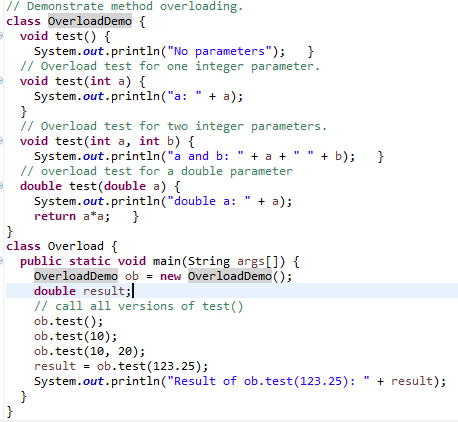 // Demonstrate method overloading.
class OverloadDemo {
  void test() {
    System.out.println("No parameters");   }
  // Overload test for one integer parameter.
  void test(int a) {
    System.out.println("a: " + a);
  }
  // Overload test for two integer parameters.
  void test(int a, int b) {
    System.out.println("a and b: " + a + " " + b);   }
  // overload test for a double parameter
  double test(double a) {
    System.out.println("double a: " + a);
    return a*a;   }
}
class Overload {
  public static void main(String args[]) {
    OverloadDemo ob = new OverloadDemo();
    double result;
    // call all versions of test()
    ob.test();
    ob.test(10);
    ob.test(10, 20);
    result = ob.test(123.25);
    System.out.println("Result of ob.test(123.25): " + result);
  }
}